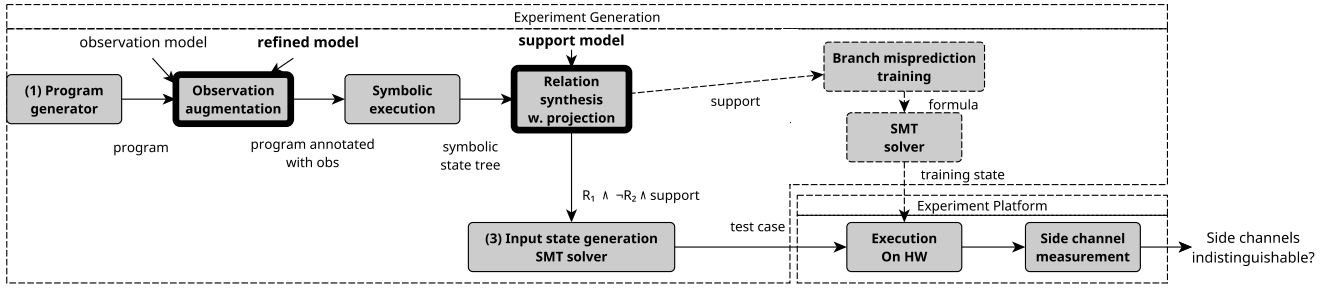 Experiment Generation
observation model
refined model
support model
(1) Program
generator
Observation
augmentation
Symbolic
execution
Relation
synthesis
w. projection
Branch misprediction
training
support
formula
SMT
solver
program
program annotated
with obs
symbolic
state tree
training state
R₁ ∧ ¬R₂ ∧ support
Experiment Platform
(3) Input state generation
SMT solver
test case
Execution
On HW
Side channel
measurement
Side channels
indistinguishable?